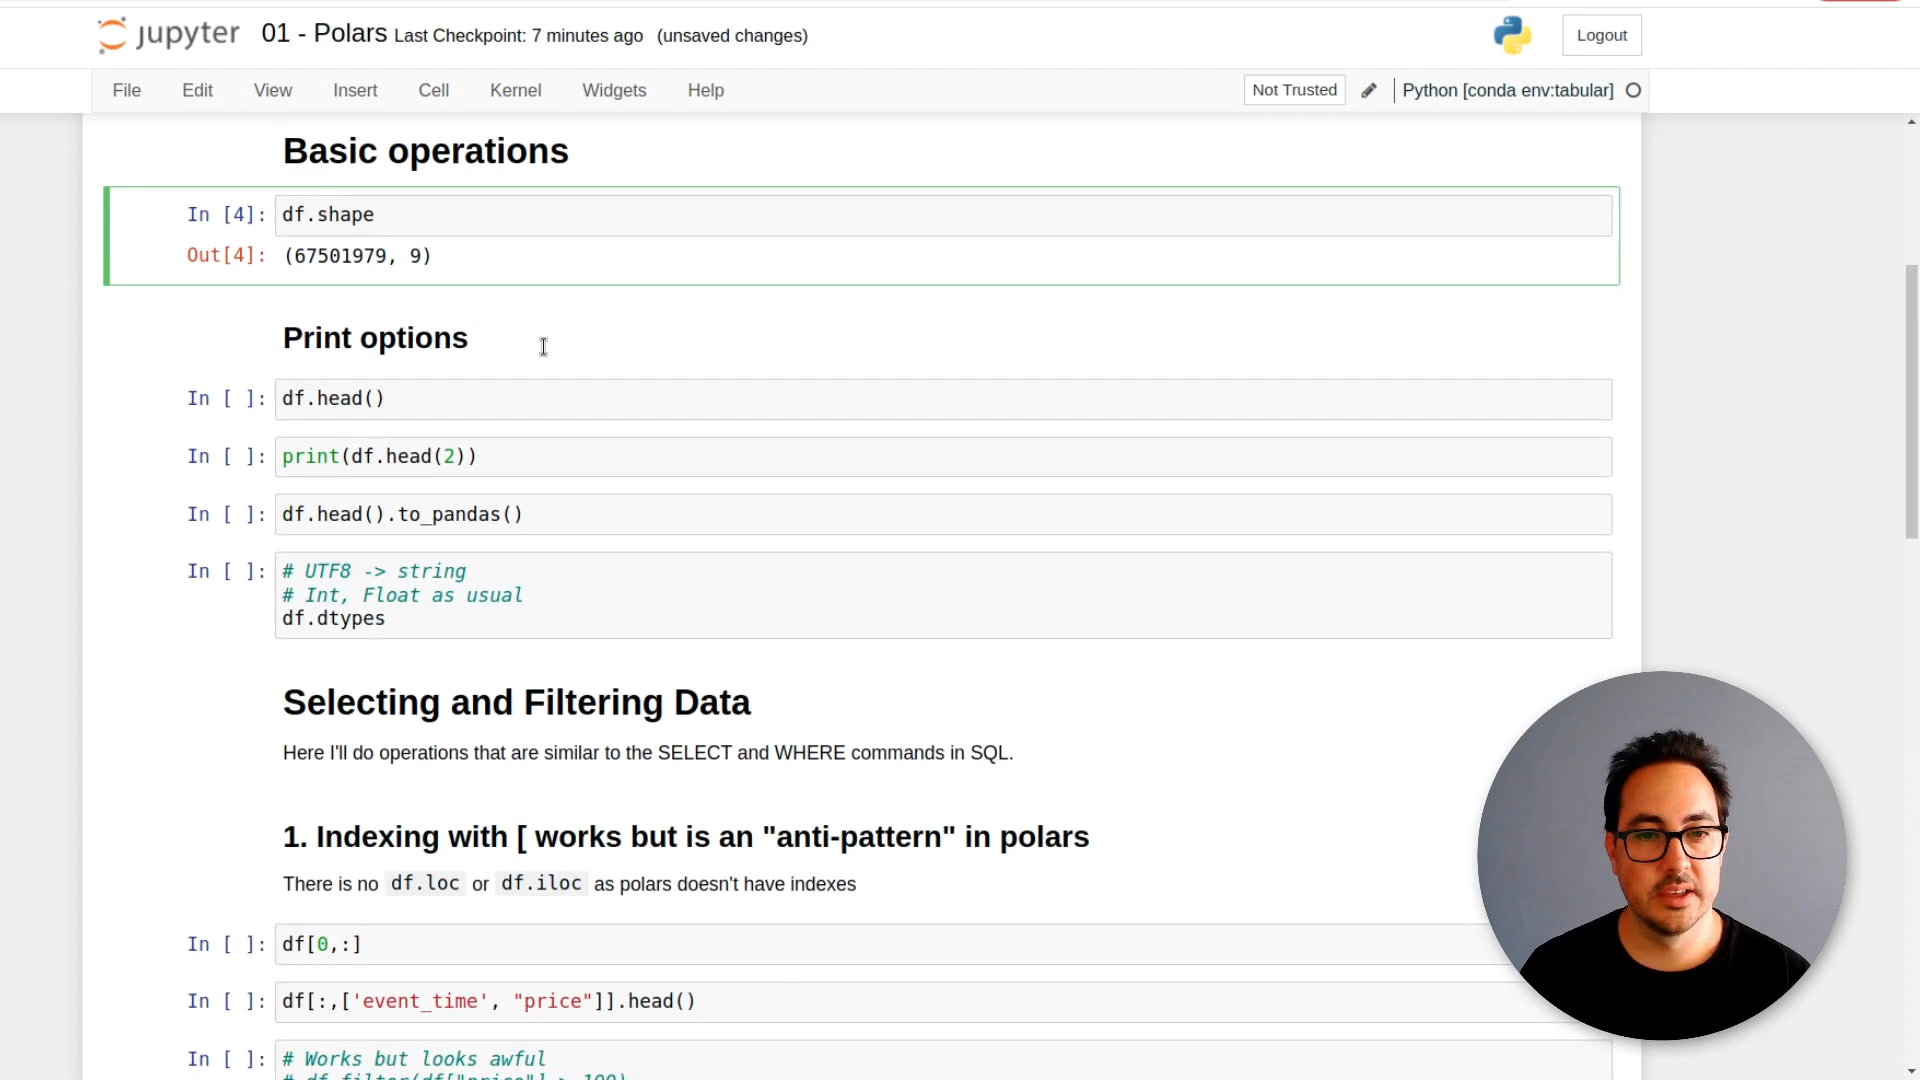 jupyter 01 - Polars Last Checkpoint: 7 minutes ago (unsaved changes) Logout
File Edit View Insert Cell Kernel Widgets Help Not Trusted Python [conda env:tabular]
Basic operations
In [4]: df.shape
Out[4]: (67501979, 9)
Print options
In [ ]: df.head()
In [ ]: print(df.head(2))
In [ ]: df.head().to_pandas()
In [ ]: # UTF8 -> string
# Int, Float as usual
df.dtypes
Selecting and Filtering Data
Here I'll do operations that are similar to the SELECT and WHERE commands in SQL.
1. Indexing with [ works but is an "anti-pattern" in polars
There is no df.loc or df.iloc as polars doesn't have indexes
In [ ]: df[0,:]
In [ ]: df[:,['event_time', "price"]].head()
In [ ]: # Works but looks awful
# df.filter(df["price"] > 100)